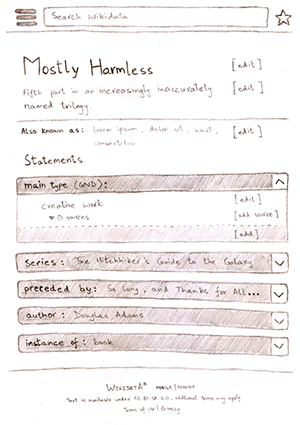 Search Wikidata
Mostly Harmless [edit]
Fifth part in an increasingly inaccurately [edit]
named trilogy.
Also known as: lorem ipsum, dolor sit, amet, [edit]
consectetur
Statements
main type (GND):
creative work [edit]
▾ 0 sources [add source]
[add]
series: The Hitchhiker's Guide to the Galaxy
preceded by: So Long and Thanks for All...
author: Douglas Adams
instance of: book
WIKIDATA® MOBILE | DESKTOP
Text is available under CC BY-SA 3.0, additional terms may apply.
Terms of Use | Privacy